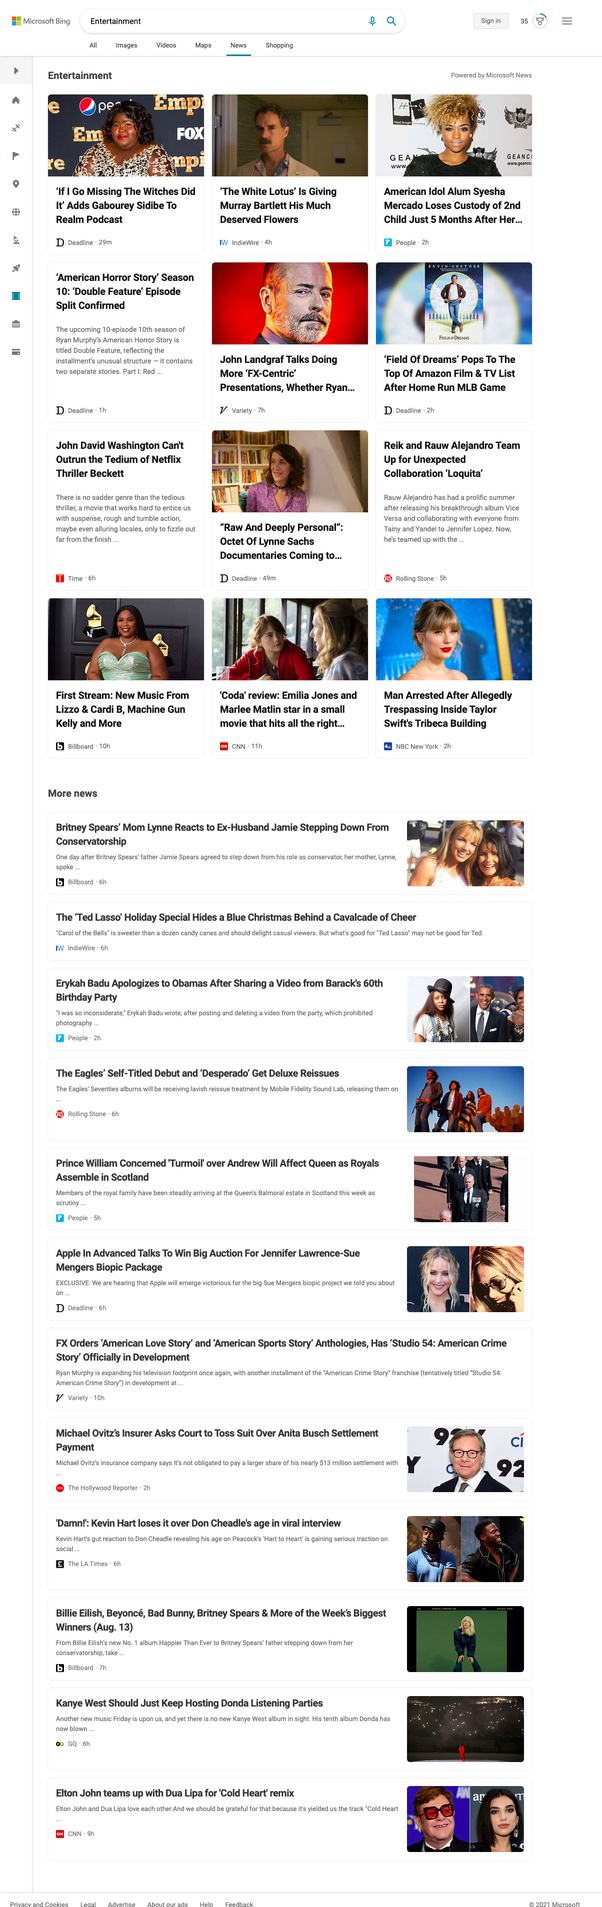 Microsoft Bing
Entertainment
Sign in
35
All Images Videos Maps News Shopping
Entertainment
Powered by Microsoft News
'If I Go Missing The Witches Did
It' Adds Gabourey Sidibe To
Realm Podcast
Deadline · 29m
'The White Lotus' Is Giving
Murray Bartlett His Much
Deserved Flowers
IndieWire · 4h
American Idol Alum Syesha
Mercado Loses Custody of 2nd
Child Just 5 Months After Her...
People · 2h
'American Horror Story' Season
10: 'Double Feature' Episode
Split Confirmed
The upcoming 10-episode 10th season of
Ryan Murphy's American Horror Story is
titled Double Feature, reflecting the
installment's unusual structure — it contains
two separate stories. Part I: Red ...
Deadline · 1h
John Landgraf Talks Doing
More 'FX-Centric'
Presentations, Whether Ryan...
Variety · 7h
'Field Of Dreams' Pops To The
Top Of Amazon Film & TV List
After Home Run MLB Game
Deadline · 2h
John David Washington Can't
Outrun the Tedium of Netflix
Thriller Beckett
There is no sadder genre than the tedious
thriller, a movie that works hard to entice us
with suspense, rough and tumble action,
maybe even alluring locales, only to fizzle out
far from the finish ...
Time · 6h
"Raw And Deeply Personal":
Octet Of Lynne Sachs
Documentaries Coming to...
Deadline · 49m
Reik and Rauw Alejandro Team
Up for Unexpected
Collaboration 'Loquita'
Rauw Alejandro has had a prolific summer
after releasing his breakthrough album Vice
Versa and collaborating with everyone from
Tainy and Yandel to Jennifer Lopez. Now,
he's teamed up with the ...
Rolling Stone · 5h
First Stream: New Music From
Lizzo & Cardi B, Machine Gun
Kelly and More
Billboard · 10h
'Coda' review: Emilia Jones and
Marlee Matlin star in a small
movie that hits all the right...
CNN · 11h
Man Arrested After Allegedly
Trespassing Inside Taylor
Swift's Tribeca Building
NBC New York · 2h
More news
Britney Spears' Mom Lynne Reacts to Ex-Husband Jamie Stepping Down From
Conservatorship
One day after Britney Spears' father Jamie Spears agreed to step down from his role as conservator, her mother, Lynne,
spoke ...
Billboard · 6h
The 'Ted Lasso' Holiday Special Hides a Blue Christmas Behind a Cavalcade of Cheer
"Carol of the Bells" is sweeter than a dozen candy canes and should delight casual viewers. But what's good for "Ted Lasso" may not be good for Ted.
IndieWire · 6h
Erykah Badu Apologizes to Obamas After Sharing a Video from Barack's 60th
Birthday Party
"I was so inconsiderate," Erykah Badu wrote, after posting and deleting a video from the party, which prohibited
photography ...
People · 2h
The Eagles' Self-Titled Debut and 'Desperado' Get Deluxe Reissues
The Eagles' Seventies albums will be receiving lavish reissue treatment by Mobile Fidelity Sound Lab, releasing them on
...
Rolling Stone · 6h
Prince William Concerned 'Turmoil' over Andrew Will Affect Queen as Royals
Assemble in Scotland
Members of the royal family have been steadily arriving at the Queen's Balmoral estate in Scotland this week as
scrutiny ...
People · 5h
Apple In Advanced Talks To Win Big Auction For Jennifer Lawrence-Sue
Mengers Biopic Package
EXCLUSIVE: We are hearing that Apple will emerge victorious for the big Sue Mengers biopic project we told you about
on ...
Deadline · 6h
FX Orders 'American Love Story' and 'American Sports Story' Anthologies, Has 'Studio 54: American Crime
Story' Officially in Development
Ryan Murphy is expanding his television footprint once again, with another installment of the "American Crime Story" franchise (tentatively titled "Studio 54:
American Crime Story") in development at ...
Variety · 10h
Michael Ovitz's Insurer Asks Court to Toss Suit Over Anita Busch Settlement
Payment
Michael Ovitz's insurance company says it's not obligated to pay a larger share of his nearly $13 million settlement with
...
The Hollywood Reporter · 2h
'Damn!': Kevin Hart loses it over Don Cheadle's age in viral interview
Kevin Hart's gut reaction to Don Cheadle revealing his age on Peacock's 'Hart to Heart' is gaining serious traction on
social ...
The LA Times · 6h
Billie Eilish, Beyoncé, Bad Bunny, Britney Spears & More of the Week's Biggest
Winners (Aug. 13)
From Billie Eilish's new No. 1 album Happier Than Ever to Britney Spears' father stepping down from her
conservatorship, take ...
Billboard · 7h
Kanye West Should Just Keep Hosting Donda Listening Parties
Another new music Friday is upon us, and yet there is no new Kanye West album in sight. His tenth album Donda has
now blown ...
GQ · 6h
Elton John teams up with Dua Lipa for 'Cold Heart' remix
Elton John and Dua Lipa love each other.And we should be grateful for that because it's yielded us the track "Cold Heart
...
CNN · 9h
Privacy and Cookies Legal Advertise About our ads Help Feedback
© 2021 Microsoft